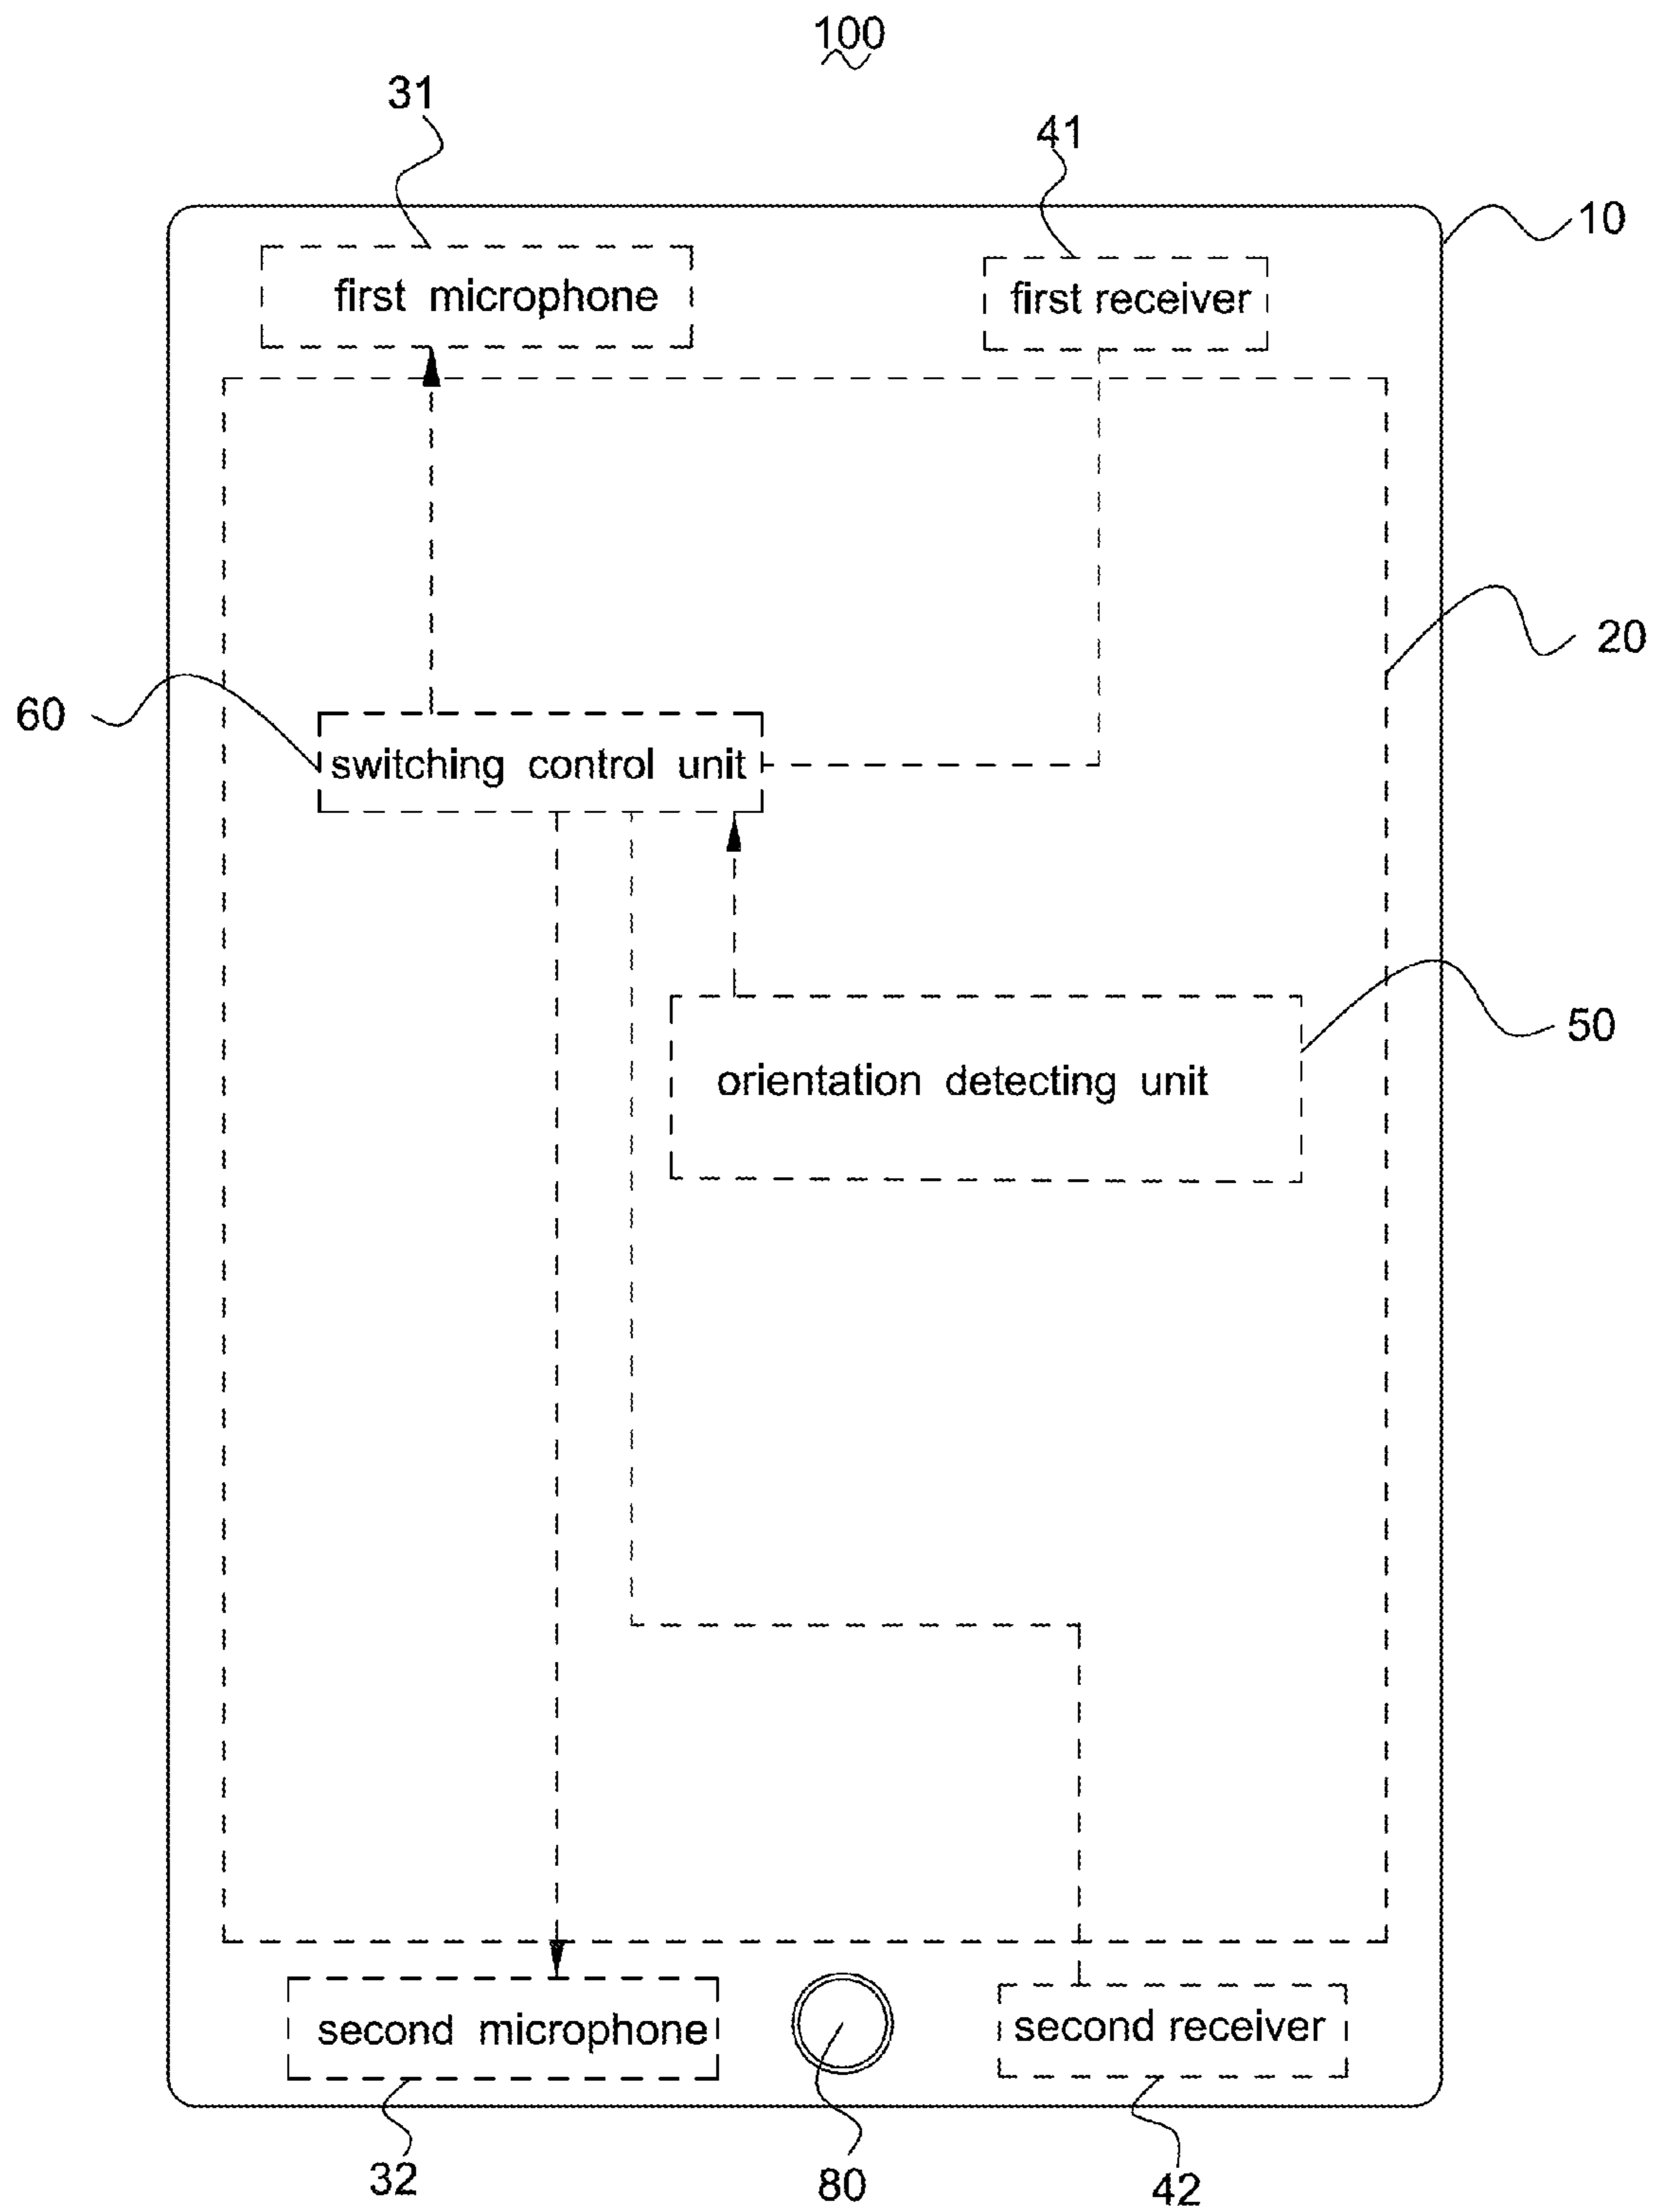 100
31
41
10
first microphone
first receiver
20
60
switching control unit
50
orientation detecting unit
second microphone
second receiver
32
80
42